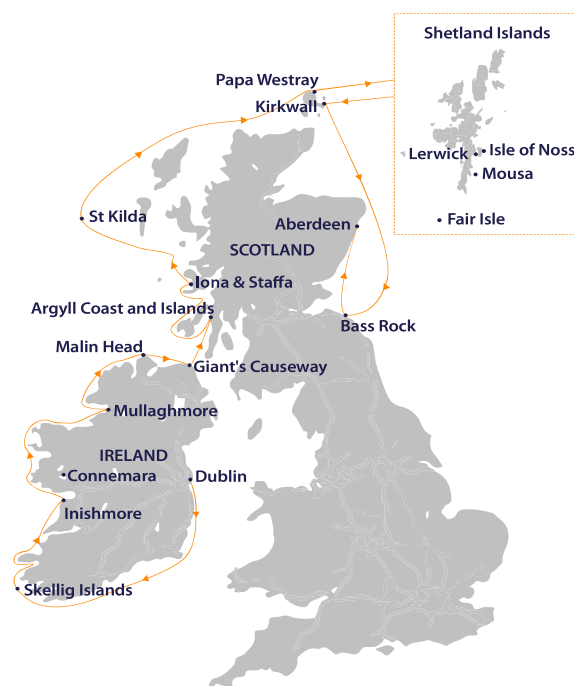 Shetland Islands
Papa Westray
Kirkwall
Lerwick
Isle of Noss
Mousa
Fair Isle
St Kilda
Aberdeen
SCOTLAND
Iona & Staffa
Argyll Coast and Islands
Bass Rock
Malin Head
Giant's Causeway
Mullaghmore
IRELAND
Connemara
Dublin
Inishmore
Skellig Islands